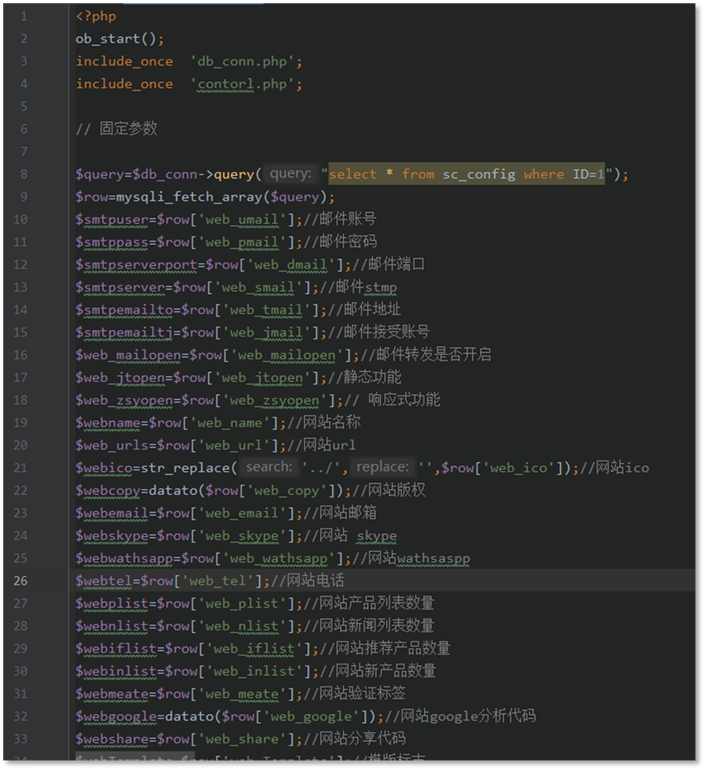 1 <?php
2 ob_start();
3 include_once 'db_conn.php';
4 include_once 'contorl.php';
5
6 // 固定参数
7
8 $query=$db_conn->query( query: "select * from sc_config where ID=1");
9 $row=mysqli_fetch_array($query);
10 $smtpuser=$row['web_umail'];//邮件账号
11 $smtppass=$row['web_pmail'];//邮件密码
12 $smtpserverport=$row['web_dmail'];//邮件端口
13 $smtpserver=$row['web_smail'];//邮件stmp
14 $smtpemailto=$row['web_tmail'];//邮件地址
15 $smtpemailtj=$row['web_jmail'];//邮件接受账号
16 $web_mailopen=$row['web_mailopen'];//邮件转发是否开启
17 $web_jtopen=$row['web_jtopen'];//静态功能
18 $web_zsyopen=$row['web_zsyopen'];// 响应式功能
19 $webname=$row['web_name'];//网站名称
20 $web_urls=$row['web_url'];//网站url
21 $webico=str_replace( search: '../', replace: '',$row['web_ico']);//网站ico
22 $webcopy=datato($row['web_copy']);//网站版权
23 $webemail=$row['web_email'];//网站邮箱
24 $webskype=$row['web_skype'];//网站 skype
25 $webwathsapp=$row['web_wathsapp'];//网站wathsaspp
26 $webtel=$row['web_tel'];//网站电话
27 $webplist=$row['web_plist'];//网站产品列表数量
28 $webnlist=$row['web_nlist'];//网站新闻列表数量
29 $webiflist=$row['web_iflist'];//网站推荐产品数量
30 $webinlist=$row['web_inlist'];//网站新产品数量
31 $webmeate=$row['web_meate'];//网站验证标签
32 $webgoogle=datato($row['web_google']);//网站google分析代码
33 $webshare=$row['web_share'];//网站分享代码
34 $webTemplate=$row['web_Template'];//模版标志